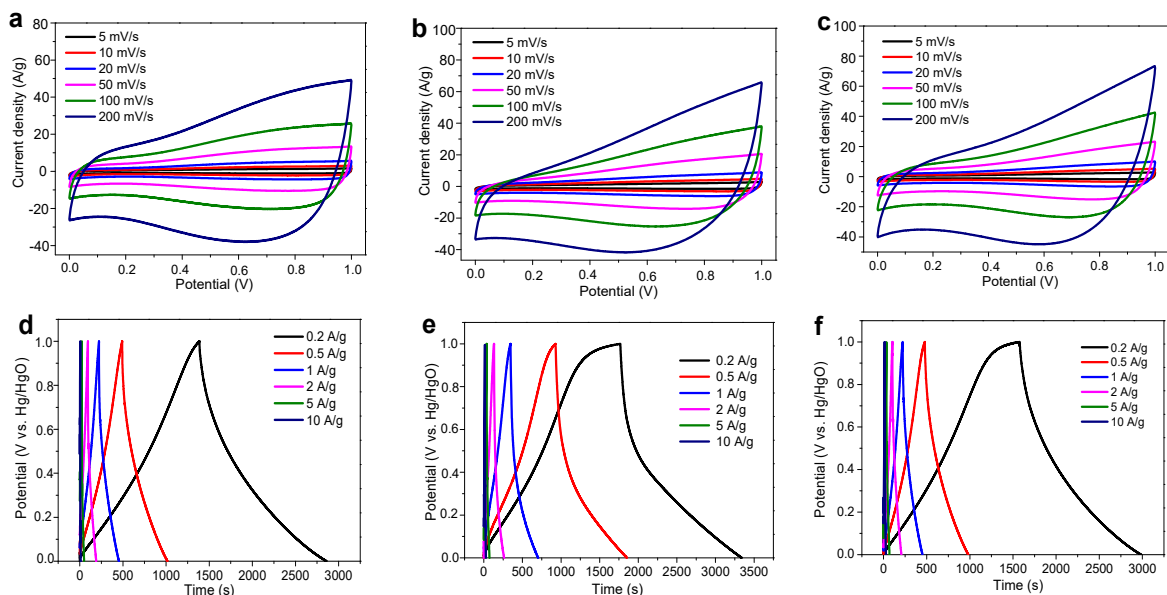 a
80
60
40
20
0
-20
-40
Current density (A/g)
5 mV/s
10 mV/s
20 mV/s
50 mV/s
100 mV/s
200 mV/s
0.0 0.2 0.4 0.6 0.8 1.0
Potential (V)
b
100
80
60
40
20
0
-20
-40
Current density (A/g)
5 mV/s
10 mV/s
20 mV/s
50 mV/s
100 mV/s
200 mV/s
0.0 0.2 0.4 0.6 0.8 1.0
Potential (V)
c
100
80
60
40
20
0
-20
-40
Current density (A/g)
5 mV/s
10 mV/s
20 mV/s
50 mV/s
100 mV/s
200 mV/s
0.0 0.2 0.4 0.6 0.8 1.0
Potential (V)
d
1.0
0.8
0.6
0.4
0.2
0.0
Potential (V vs. Hg/HgO)
0.2 A/g
0.5 A/g
1 A/g
2 A/g
5 A/g
10 A/g
0 500 1000 1500 2000 2500 3000
Time (s)
e
1.0
0.8
0.6
0.4
0.2
0.0
Potential (V vs. Hg/HgO)
0.2 A/g
0.5 A/g
1 A/g
2 A/g
5 A/g
10 A/g
0 500 1000 1500 2000 2500 3000 3500
Time (s)
f
1.0
0.8
0.6
0.4
0.2
0.0
Potential (V vs. Hg/HgO)
0.2 A/g
0.5 A/g
1 A/g
2 A/g
5 A/g
10 A/g
0 500 1000 1500 2000 2500 3000
Time (s)